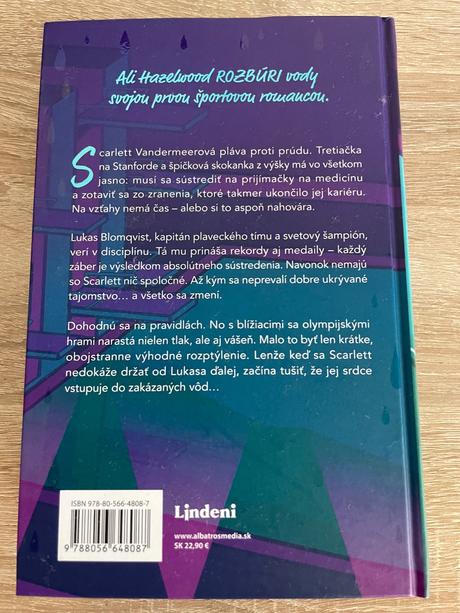 Ali Hazelwood ROZBÚRI vody
svojou prvou športovou romancou.
Scarlett Vandermeerová pláva proti prúdu. Tretiačka
na Stanforde a špičková skokanka z výšky má vo všetkom
jasno: musí sa sústrediť na prijímačky na medicínu
a zotaviť sa zo zranenia, ktoré takmer ukončilo jej kariéru.
Na vzťahy nemá čas – alebo si to aspoň nahovára.
Lukas Blomqvist, kapitán plaveckého tímu a svetový šampión,
verí v disciplínu. Tá mu prináša rekordy aj medaily – každý
záber je výsledkom absolútneho sústredenia. Navonok nemajú
so Scarlett nič spoločné. Až kým sa neprevalí dobre ukrývané
tajomstvo... a všetko sa zmení.
Dohodnú sa na pravidlách. No s blížiacimi sa olympijskými
hrami narastá nielen tlak, ale aj vášeň. Malo to byť len krátke,
obojstranne výhodné rozptýlenie. Lenže keď sa Scarlett
nedokáže držať od Lukasa ďalej, začína tušiť, že jej srdce
vstupuje do zakázaných vôd...
ISBN 978-80-566-4808-7
9 788056 648087
Lindeni
www.albatrosmedia.sk
SK 22,90 €